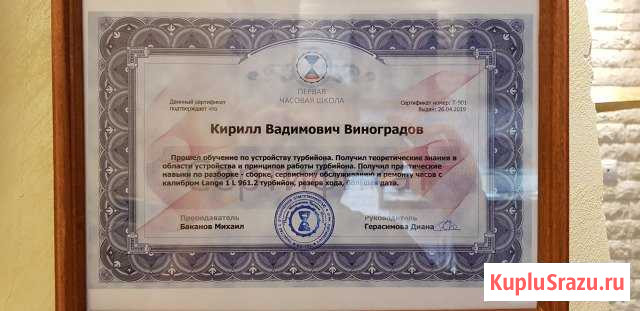 ПЕРВАЯ
ЧАСОВАЯ ШКОЛА
Данный сертификат
подтверждает что
Сертификат номер: Т-901
Выдан: 26.04.2019
Кирилл Вадимович Виноградов
Прошел обучение по устройству турбийона. Получил теоретические знания в
области устройства и принципов работы турбийона. Получил практические
навыки по разборке - сборке, сервисному обслуживанию и ремонту часов с
калибром Lange 1 L 961.2 турбийон, резерв хода, большая дата.
Преподаватель
Баканов Михаил
Руководитель
Герасимова Диана
KupluSrazu.ru